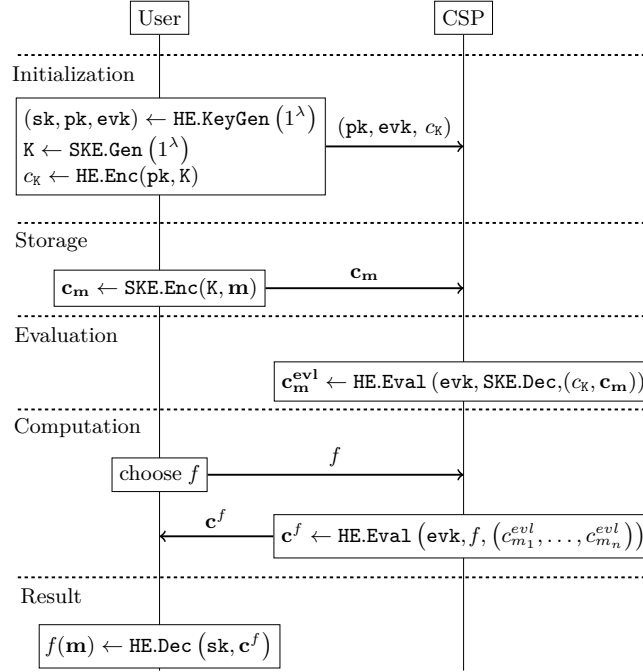 User CSP
Initialization
(sk, pk, evk) ← HE.KeyGen (1^λ)
K ← SKE.Gen (1^λ)
c_K ← HE.Enc(pk, K)
(pk, evk, c_K)
Storage
c_m ← SKE.Enc(K, m)
c_m
Evaluation
c_m^evl ← HE.Eval (evk, SKE.Dec,(c_K, c_m))
Computation
choose f
f
c^f
c^f ← HE.Eval (evk, f, (c_{m_1}^{evl}, . . . , c_{m_n}^{evl}))
Result
f(m) ← HE.Dec (sk, c^f)